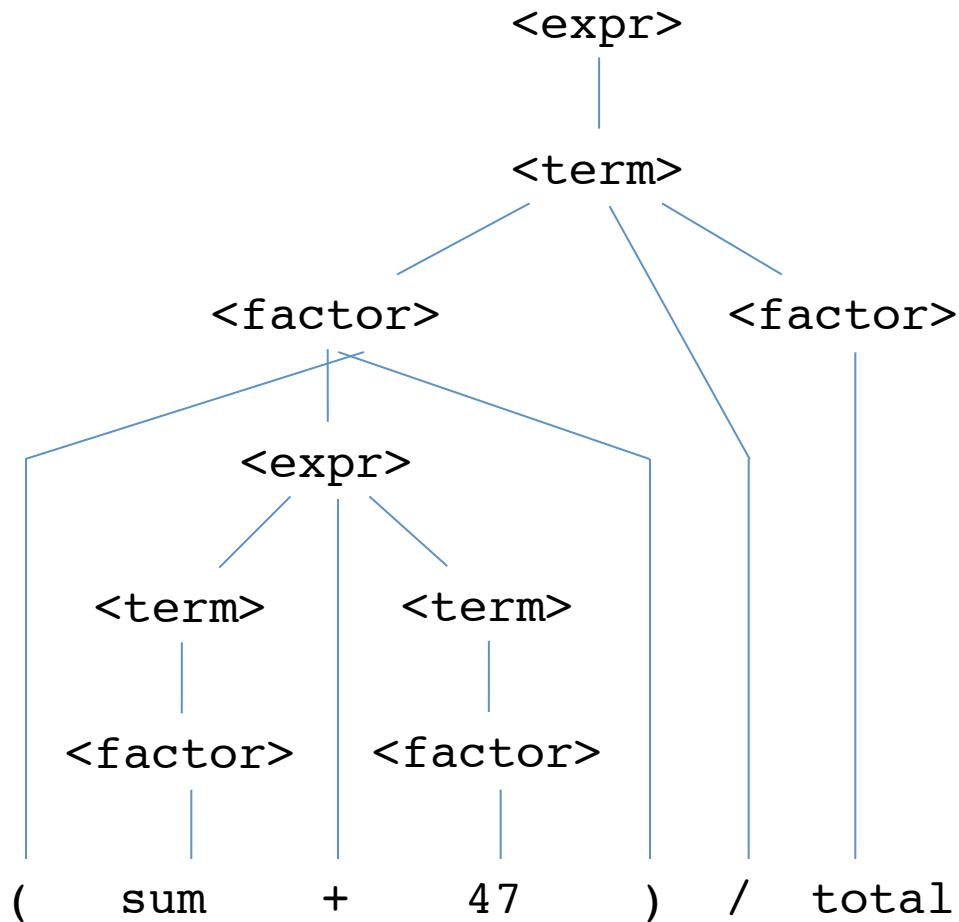 <expr>
<term>
<factor> <factor>
<expr>
<term> <term>
<factor> <factor>
( sum + 47 ) / total